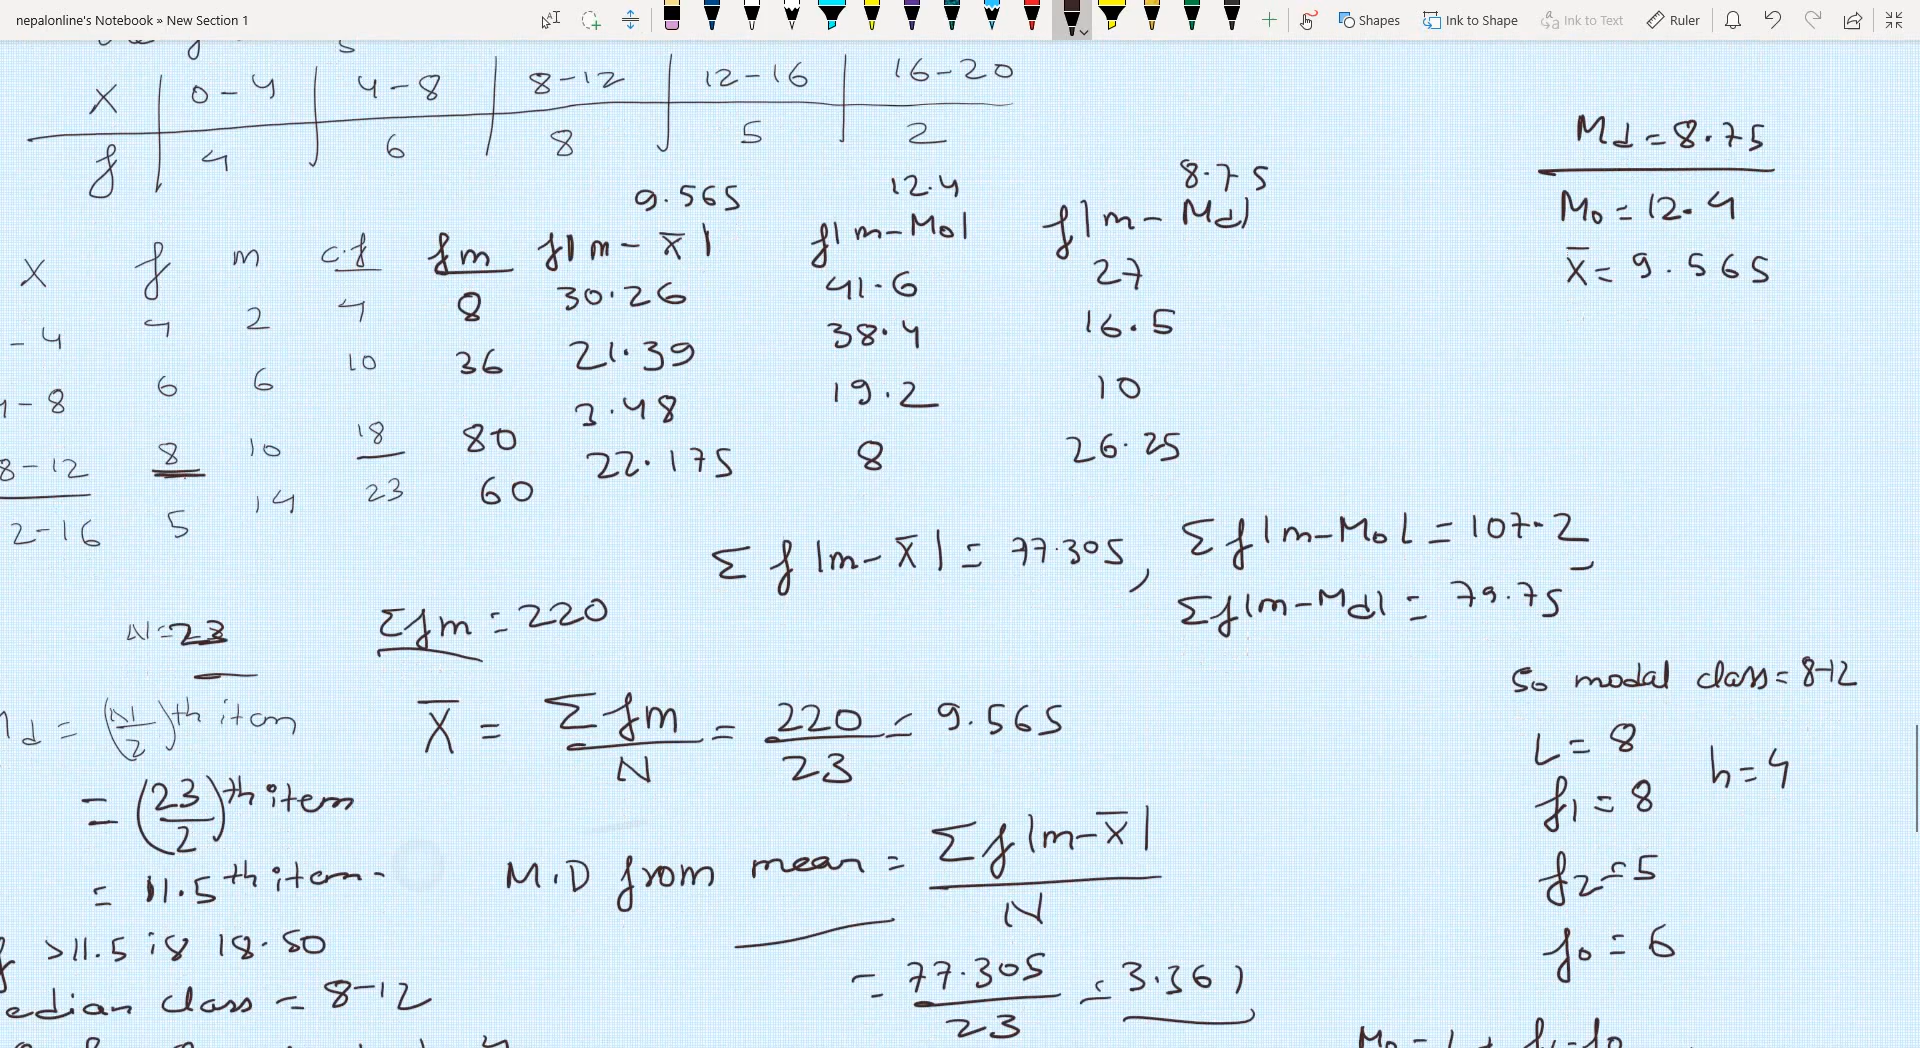 nepalonline's Notebook » New Section 1
Shapes Ink to Shape Ink to Text Ruler
X 0-4 4-8 8-12 12-16 16-20
f 4 6 8 5 2
9.565 12.4 8.75
X f m c.f fm f|m-X̄| f|m-Mo| f|m-Md|
-4 4 2 4 8 30.26 41.6 27
4-8 6 6 10 36 21.39 38.4 16.5
8-12 8 10 18 80 3.48 19.2 10
2-16 5 14 23 60 22.175 8 26.25
Σf|m-X̄| = 77.305, Σf|m-Mo| = 107.2,
Σf|m-Md| = 79.75
N=23 Σfm = 220
Md = (N/2)th item
= (23/2)th item
= 11.5th item.
f >11.5 is 18. SO
edian class = 8-12
X̄ = Σfm/N = 220/23 = 9.565
M.D from mean = Σf|m-X̄|/N
= 77.305/23 = 3.361
Md = 8.75
Mo = 12.4
X̄ = 9.565
So modal class = 8-12
L = 8
h = 4
f1 = 8
f2 = 5
f0 = 6